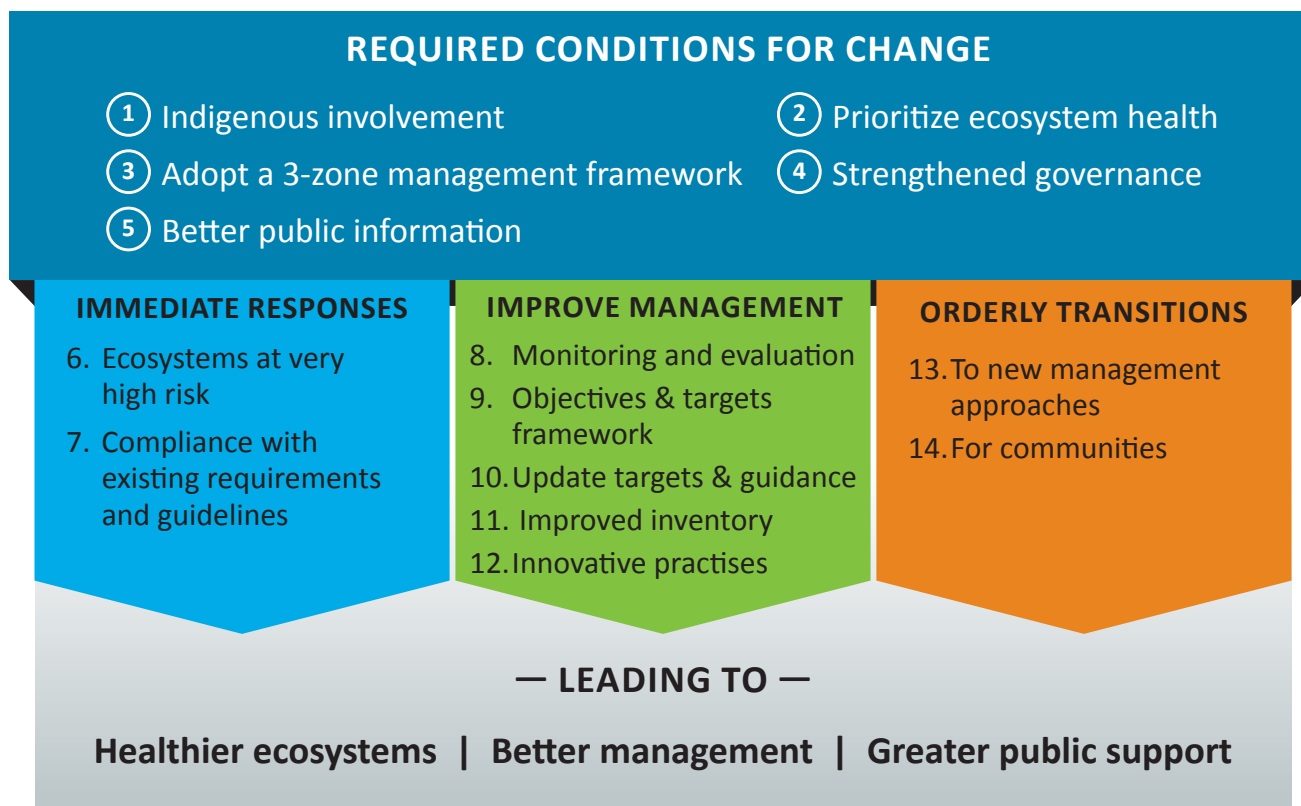 REQUIRED CONDITIONS FOR CHANGE
1 Indigenous involvement
2 Prioritize ecosystem health
3 Adopt a 3-zone management framework
4 Strengthened governance
5 Better public information
IMMEDIATE RESPONSES
6. Ecosystems at very
high risk
7. Compliance with
existing requirements
and guidelines
IMPROVE MANAGEMENT
8. Monitoring and evaluation
9. Objectives & targets
framework
10. Update targets & guidance
11. Improved inventory
12. Innovative practises
ORDERLY TRANSITIONS
13. To new management
approaches
14. For communities
— LEADING TO —
Healthier ecosystems | Better management | Greater public support